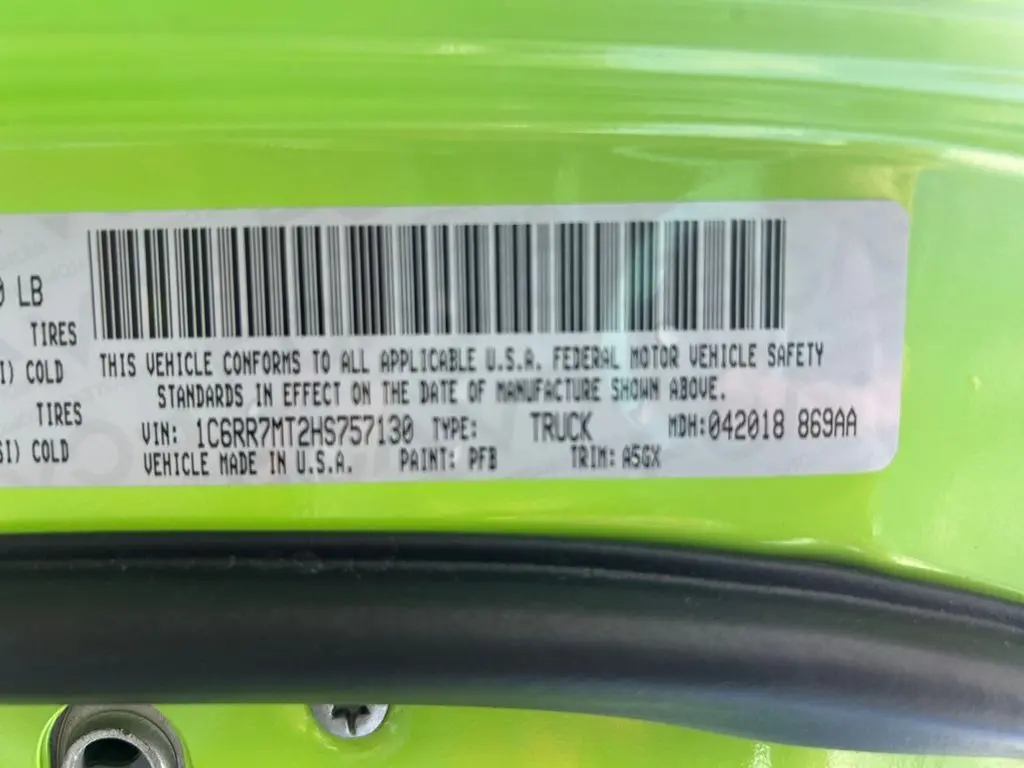 0 LB
TIRES
I) COLD
TIRES
SI) COLD
THIS VEHICLE CONFORMS TO ALL APPLICABLE U.S.A. FEDERAL MOTOR VEHICLE SAFETY
STANDARDS IN EFFECT ON THE DATE OF MANUFACTURE SHOWN ABOVE.
VIN: 1C6RR7MT2HS757130 TYPE: TRUCK MDH:042018 869AA
VEHICLE MADE IN U.S.A. PAINT: PFB TRIM: A5GX